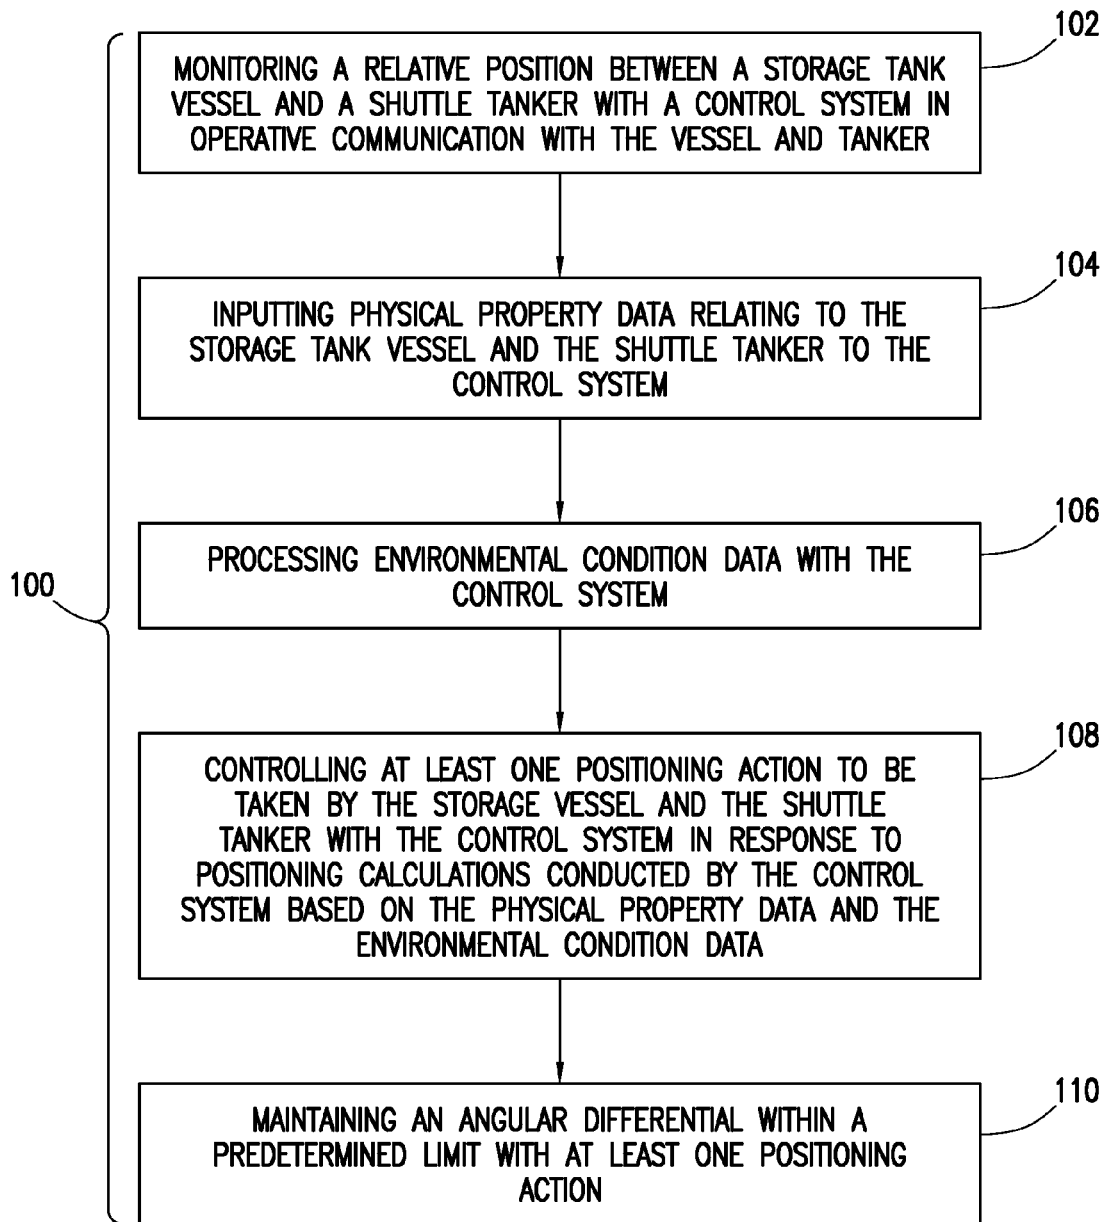 102
MONITORING A RELATIVE POSITION BETWEEN A STORAGE TANK
VESSEL AND A SHUTTLE TANKER WITH A CONTROL SYSTEM IN
OPERATIVE COMMUNICATION WITH THE VESSEL AND TANKER
104
INPUTTING PHYSICAL PROPERTY DATA RELATING TO THE
STORAGE TANK VESSEL AND THE SHUTTLE TANKER TO THE
CONTROL SYSTEM
106
PROCESSING ENVIRONMENTAL CONDITION DATA WITH THE
CONTROL SYSTEM
100
108
CONTROLLING AT LEAST ONE POSITIONING ACTION TO BE
TAKEN BY THE STORAGE VESSEL AND THE SHUTTLE
TANKER WITH THE CONTROL SYSTEM IN RESPONSE TO
POSITIONING CALCULATIONS CONDUCTED BY THE CONTROL
SYSTEM BASED ON THE PHYSICAL PROPERTY DATA AND THE
ENVIRONMENTAL CONDITION DATA
110
MAINTAINING AN ANGULAR DIFFERENTIAL WITHIN A
PREDETERMINED LIMIT WITH AT LEAST ONE POSITIONING
ACTION